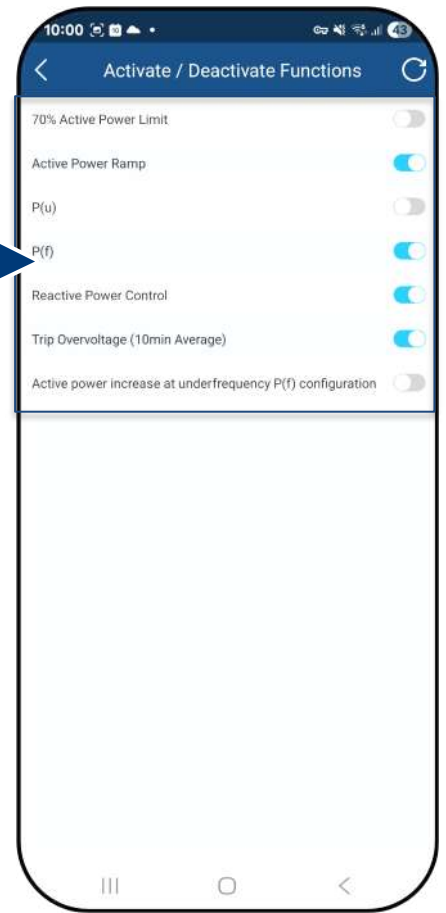 10:00
43
Activate / Deactivate Functions
70% Active Power Limit
Active Power Ramp
P(u)
P(f)
Reactive Power Control
Trip Overvoltage (10min Average)
Active power increase at underfrequency P(f) configuration